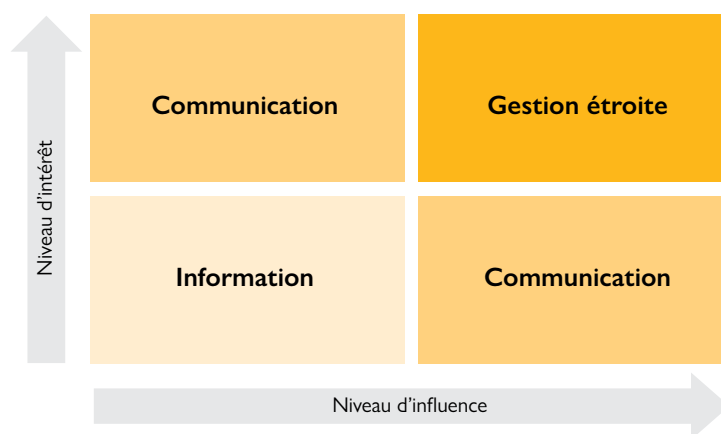 Communication
Gestion étroite
Niveau d’intérêt
Information
Communication
Niveau d’influence